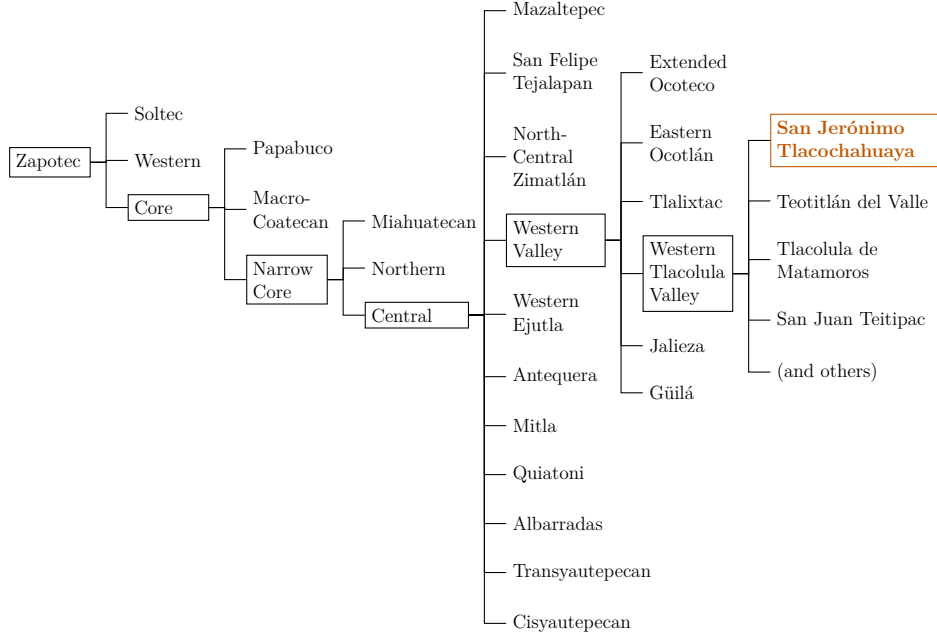 Zapotec
Soltec
Western
Core
Papabuco
Macro-
Coatecan
Narrow
Core
Miahuatecan
Northern
Central
Mazaltepec
San Felipe
Tejalapan
North-
Central
Zimatlán
Western
Valley
Western
Ejutla
Antequera
Mitla
Quiatoni
Albarradas
Transyautepecan
Cisyautepecan
Extended
Ocoteco
Eastern
Ocotlán
Tlalixtac
Western
Tlacolula
Valley
Jalieza
Güilá
San Jerónimo
Tlacochahuaya
Teotitlán del Valle
Tlacolula de
Matamoros
San Juan Teitipac
(and others)